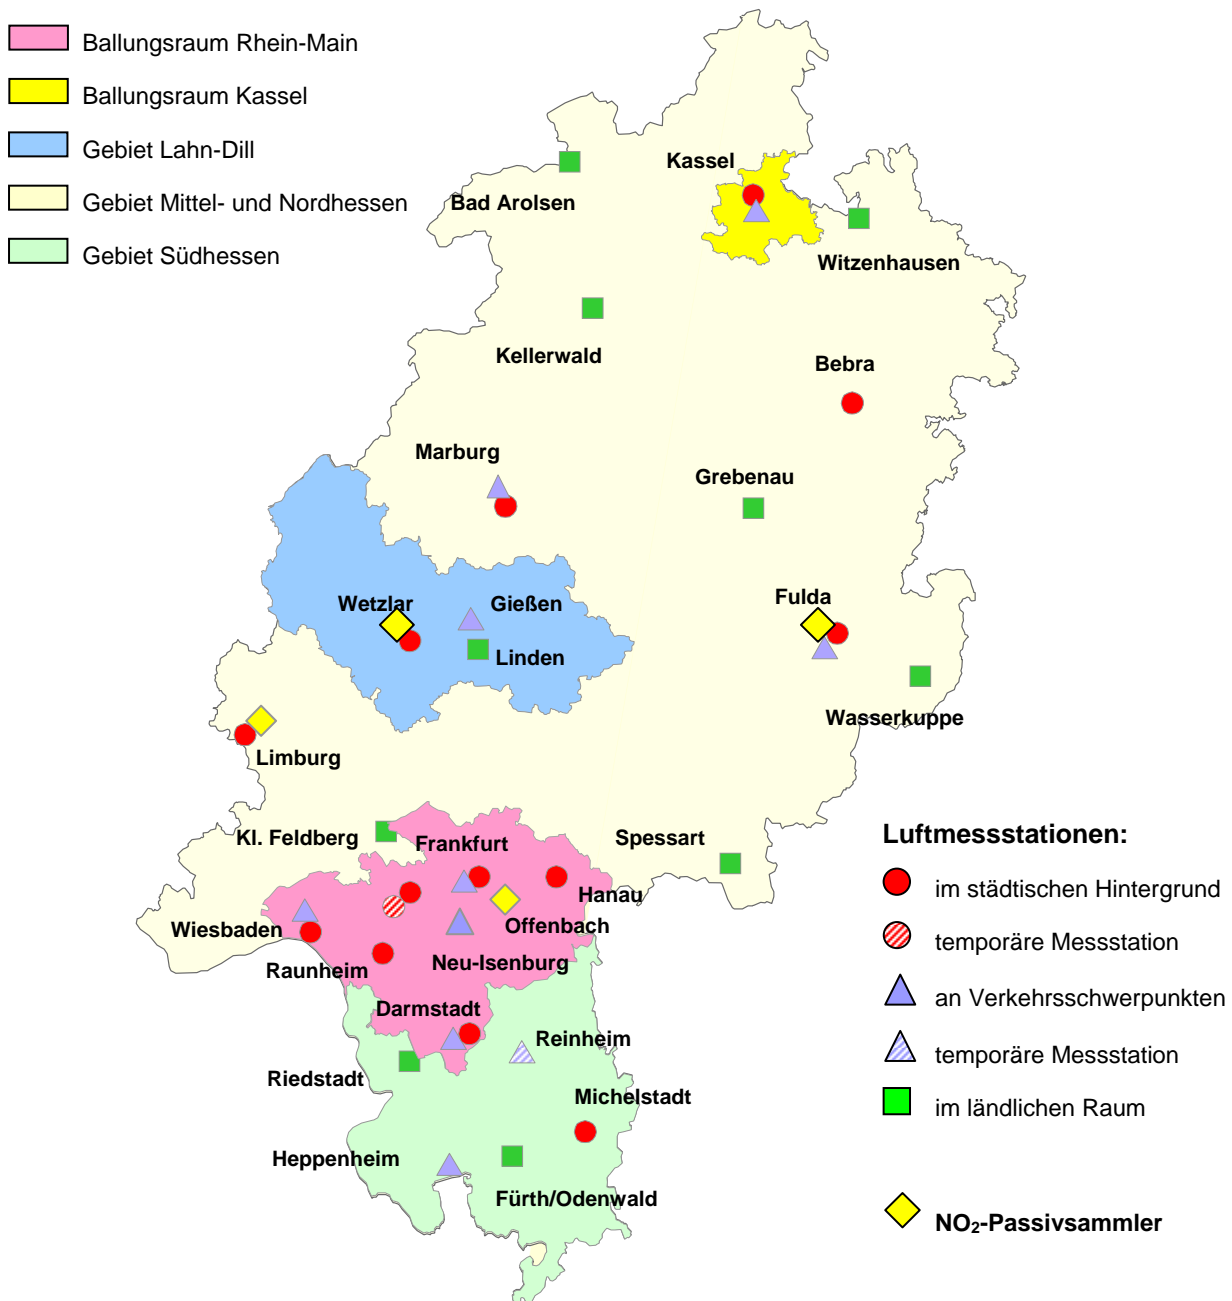 Ballungsraum Rhein-Main
Ballungsraum Kassel
Gebiet Lahn-Dill
Gebiet Mittel- und Nordhessen
Gebiet Südhessen
Kassel
Bad Arolsen
Witzenhausen
Kellerwald
Bebra
Marburg
Grebenau
Wetzlar
Gießen
Fulda
Linden
Wasserkuppe
Limburg
Kl. Feldberg
Frankfurt
Spessart
Hanau
Wiesbaden
Offenbach
Raunheim
Neu-Isenburg
Darmstadt
Reinheim
Riedstadt
Michelstadt
Heppenheim
Fürth/Odenwald
Luftmessstationen:
im städtischen Hintergrund
temporäre Messstation
an Verkehrsschwerpunkten
temporäre Messstation
im ländlichen Raum
NO₂-Passivsammler